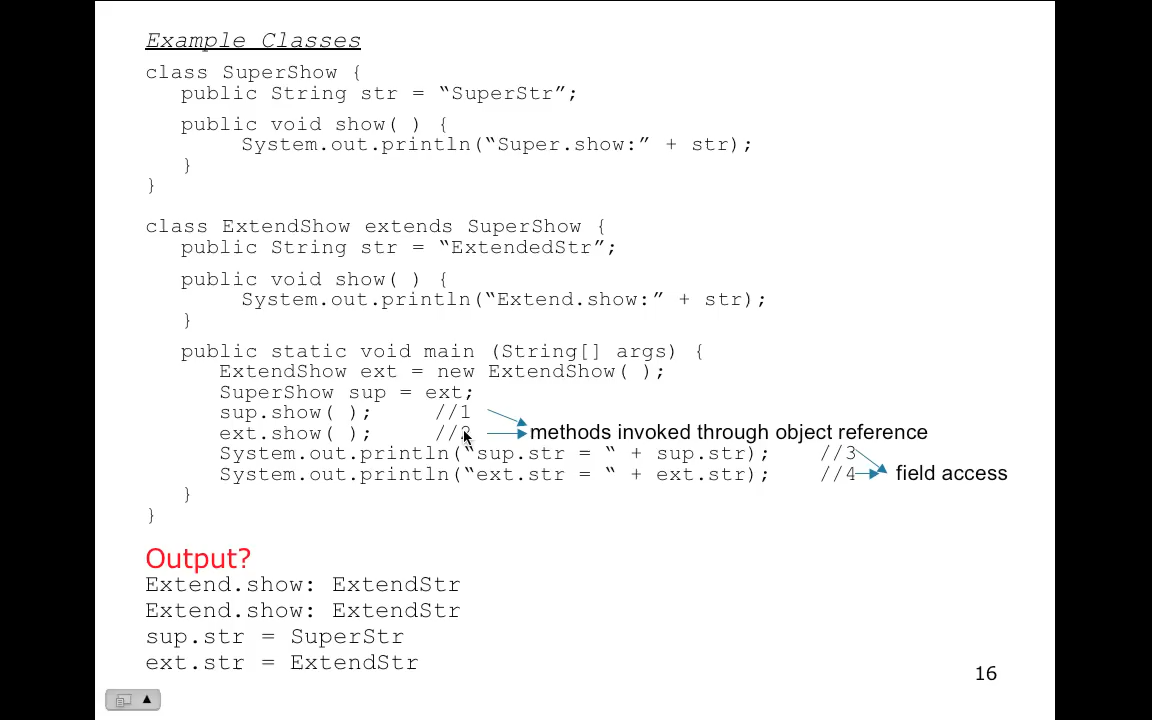 Example Classes
class SuperShow {
public String str = “SuperStr”;
public void show( ) {
System.out.println(“Super.show:” + str);
}
}
class ExtendShow extends SuperShow {
public String str = “ExtendedStr”;
public void show( ) {
System.out.println(“Extend.show:” + str);
}
public static void main (String[] args) {
ExtendShow ext = new ExtendShow( );
SuperShow sup = ext;
sup.show( ); //1
ext.show( ); //2 methods invoked through object reference
System.out.println(“sup.str = “ + sup.str); //3
System.out.println(“ext.str = “ + ext.str); //4 field access
}
}
Output?
Extend.show: ExtendStr
Extend.show: ExtendStr
sup.str = SuperStr
ext.str = ExtendStr
16